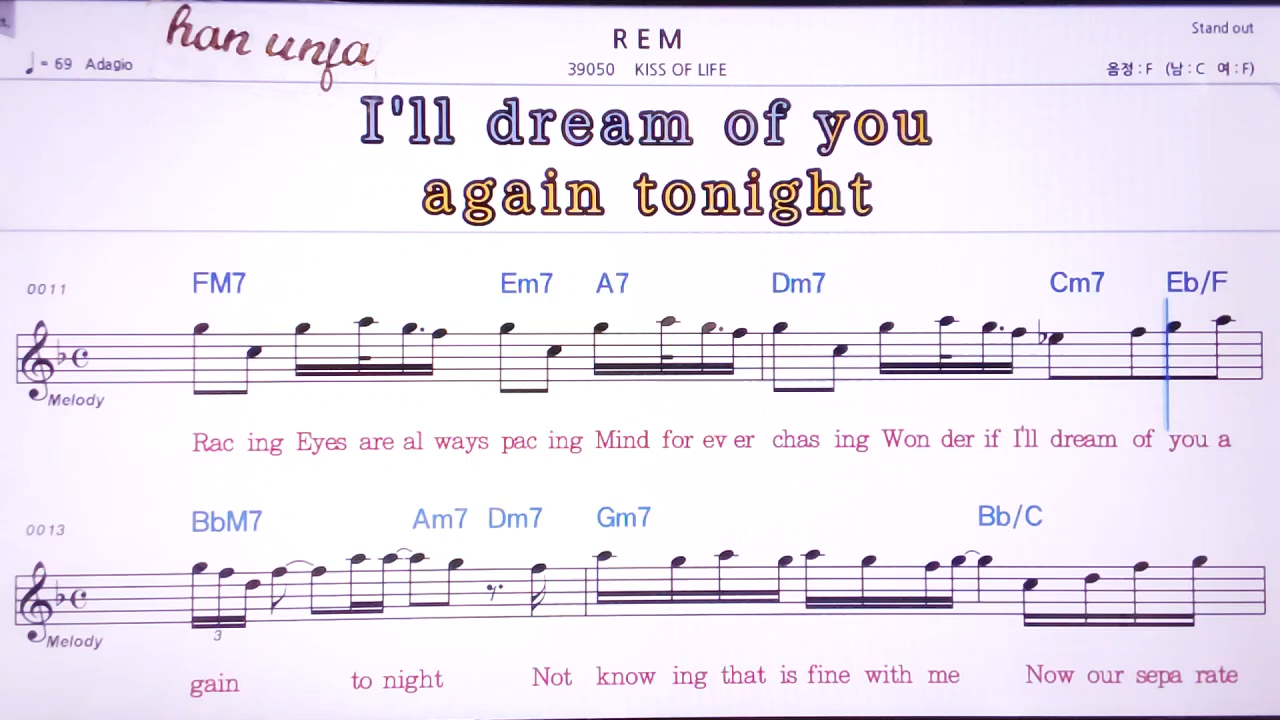 han unfa
♩ = 69 Adagio
REM
39050 KISS OF LIFE
Stand out
음정 : F (남 : C 여 : F)
I'll dream of you
again tonight
0011
FM7 Em7 A7 Dm7 Cm7 Eb/F
Melody
Rac ing Eyes are al ways pac ing Mind for ev er chas ing Won der if I'll dream of you a
0013
BbM7 Am7 Dm7 Gm7 Bb/C
3
Melody
gain to night Not know ing that is fine with me Now our sepa rate